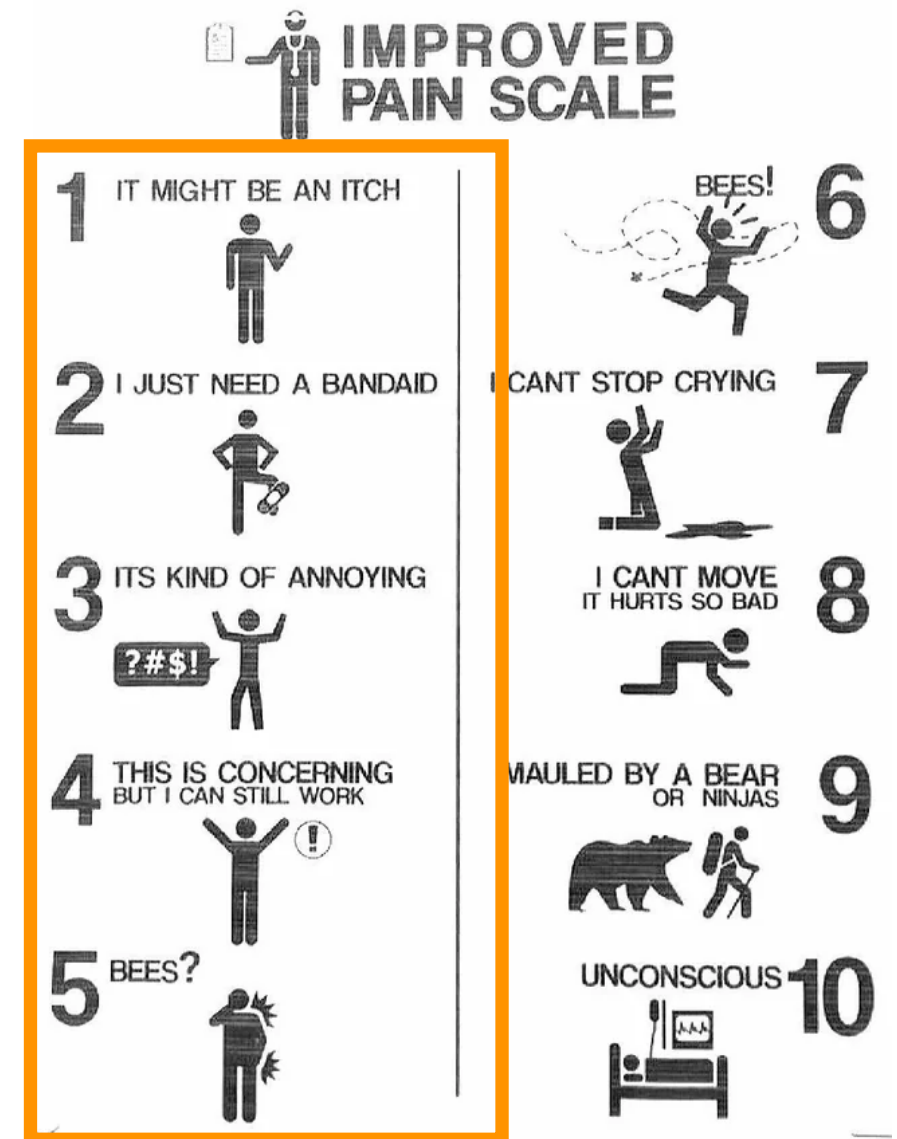 IMPROVED
PAIN SCALE
1 IT MIGHT BE AN ITCH
2 I JUST NEED A BANDAID
3 ITS KIND OF ANNOYING
?#$!
4 THIS IS CONCERNING
BUT I CAN STILL WORK
!
5 BEES?
BEES! 6
I CANT STOP CRYING 7
I CANT MOVE 8
IT HURTS SO BAD
MAULED BY A BEAR 9
OR NINJAS
UNCONSCIOUS 10